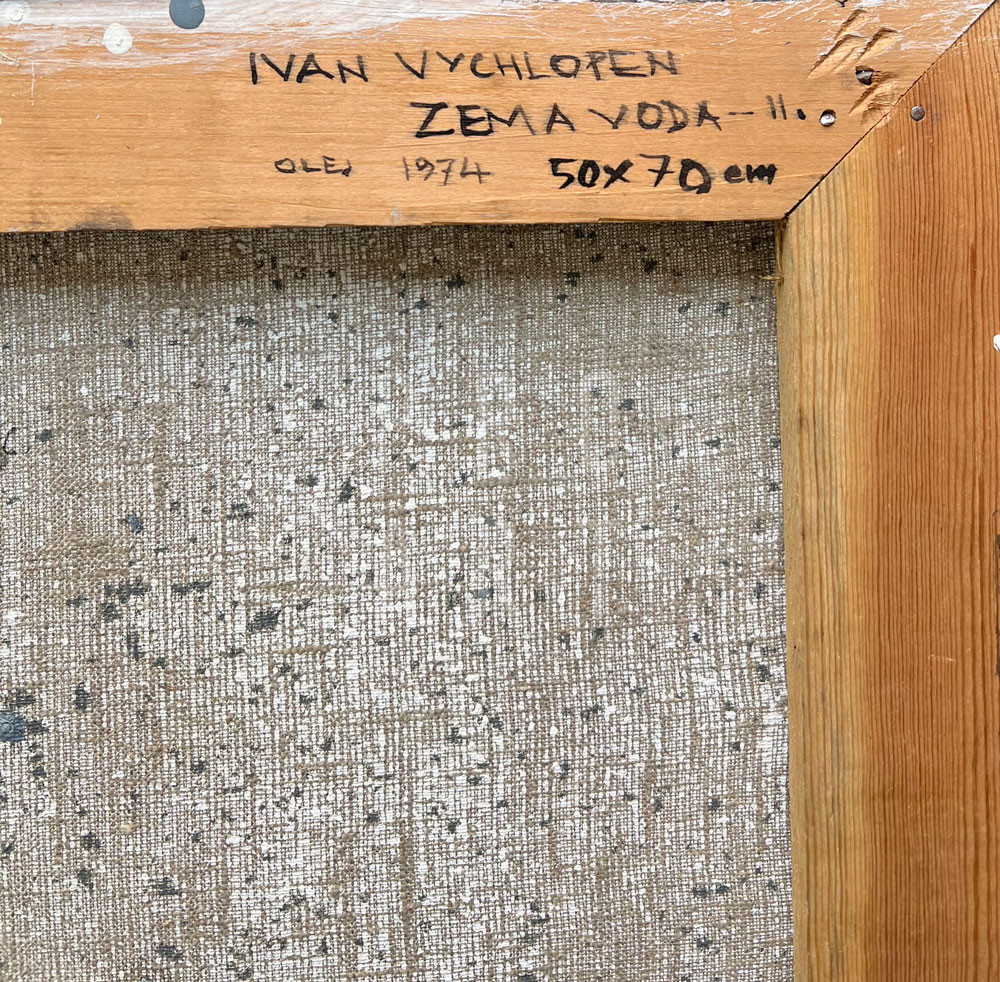 IVAN VYCHLOPEN
ZEMA VODA - II.
OLEJ 1974 50x70 cm